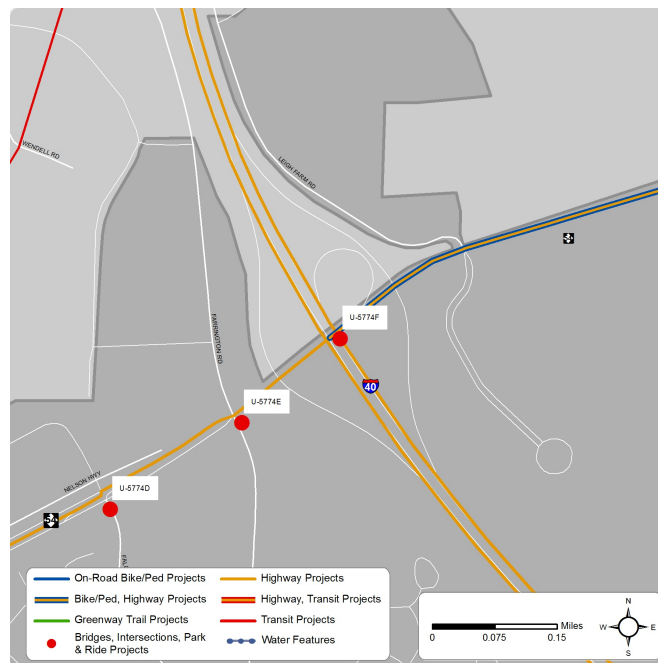 WENDELL RD
LEIGH FARM RD
54
U-5774F
FARRINGTON RD
40
U-5774E
NELSON HWY
U-5774D
54
On-Road Bike/Ped Projects
Highway Projects
Bike/Ped, Highway Projects
Highway, Transit Projects
Greenway Trail Projects
Transit Projects
Bridges, Intersections, Park
& Ride Projects
Water Features
Miles
0 0.075 0.15
N
W E
S